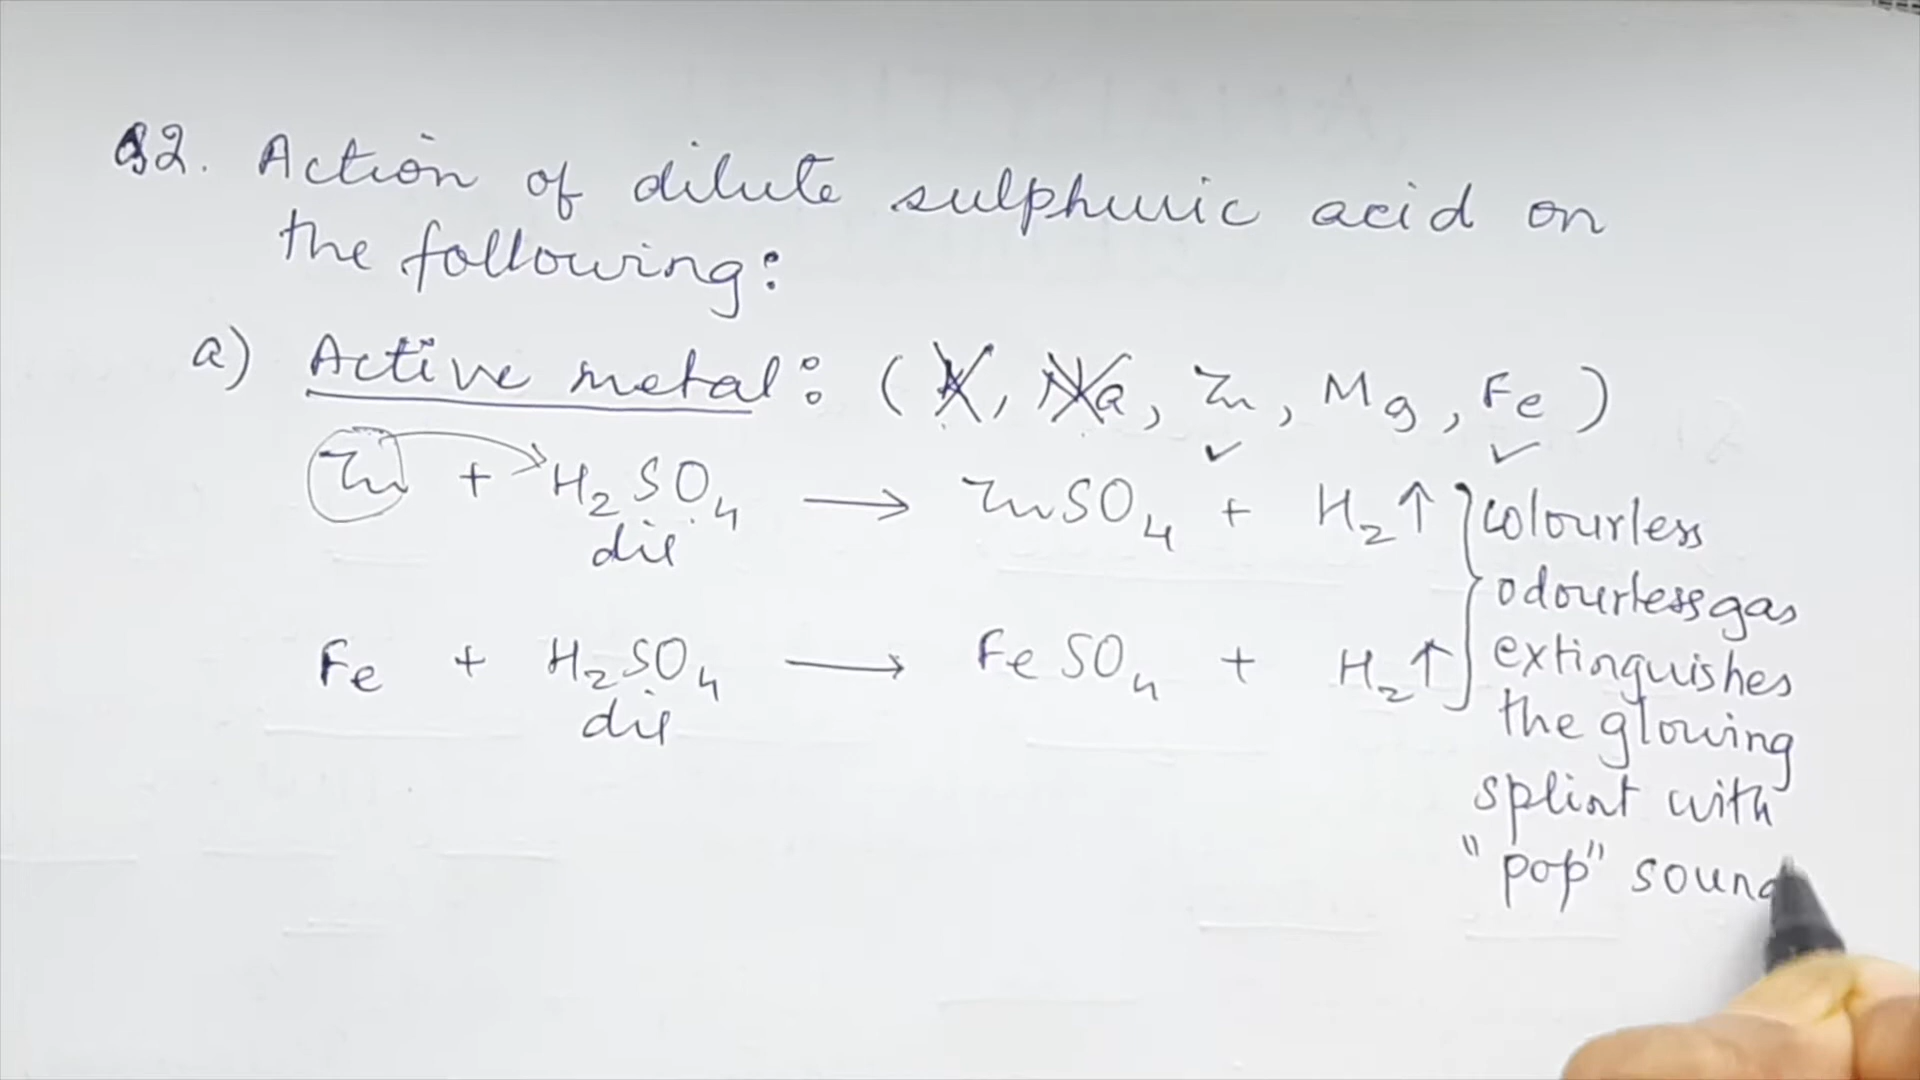 Q2. Action of dilute sulphuric acid on
the following:
a) Active metal: (K, Na, Zn, Mg, Fe)
Zn + H₂SO₄ → ZnSO₄ + H₂↑ colourless
dil
odourless gas
Fe + H₂SO₄ → FeSO₄ + H₂↑ extinguishes
dil
the glowing
splint with
"pop" sound